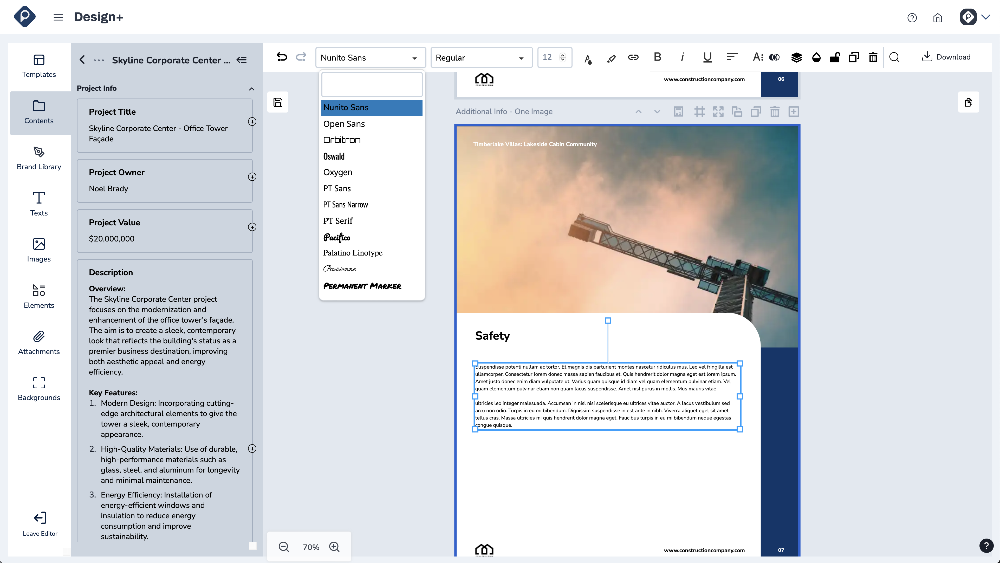 Design+
Templates
Contents
Brand Library
Texts
Images
Elements
Attachments
Backgrounds
Leave Editor
Skyline Corporate Center ...
Project Info
Project Title
Skyline Corporate Center - Office Tower
Façade
Project Owner
Noel Brady
Project Value
$20,000,000
Description
Overview:
The Skyline Corporate Center project
focuses on the modernization and
enhancement of the office tower’s façade.
The aim is to create a sleek, contemporary
look that reflects the building's status as a
premier business destination, improving
both aesthetic appeal and energy
efficiency.
Key Features:
1. Modern Design: Incorporating cutting-
edge architectural elements to give the
tower a sleek, contemporary
appearance.
2. High-Quality Materials: Use of durable,
high-performance materials such as
glass, steel, and aluminum for longevity
and minimal maintenance.
3. Energy Efficiency: Installation of
energy-efficient windows and
insulation to reduce energy
consumption and improve
sustainability.
Nunito Sans
Regular
12
Download
Nunito Sans
Open Sans
Orbitron
Oswald
Oxygen
PT Sans
PT Sans Narrow
PT Serif
Pacifico
Palatino Linotype
Parisienne
Permanent Marker
CONSTRUCTION
www.constructioncompany.com
06
Additional Info - One Image
Timberlake Villas: Lakeside Cabin Community
Safety
Suspendisse potenti nullam ac tortor. Et magnis dis parturient montes nascetur ridiculus mus. Leo vel fringilla est
ullamcorper. Consectetur lorem donec massa sapien faucibus et. Quis hendrerit dolor magna eget est lorem ipsum.
Amet justo donec enim diam vulputate ut. Varius quam quisque id diam vel quam elementum pulvinar etiam. Vel
quam elementum pulvinar etiam non quam lacus suspendisse. Amet nisl purus in mollis. Mus mauris vitae
ultricies leo integer malesuada. Accumsan in nisl nisi scelerisque eu ultrices vitae auctor. A lacus vestibulum sed
arcu non odio. Turpis in eu mi bibendum. Dignissim suspendisse in est ante in nibh. Viverra aliquet eget sit amet
tellus cras. Massa ultricies mi quis hendrerit dolor magna eget. Faucibus turpis in eu mi bibendum neque egestas
congue quisque.
www.constructioncompany.com
07
70%